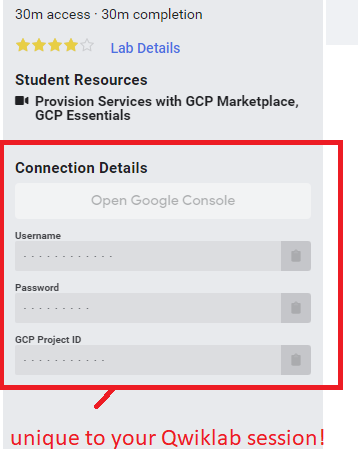 30m access · 30m completion
Lab Details
Student Resources
Provision Services with GCP Marketplace,
GCP Essentials
Connection Details
Open Google Console
Username
- - - - - - - - - - - -
Password
- - - - - - - - -
GCP Project ID
- - - - - - - - - - -
unique to your Qwiklab session!